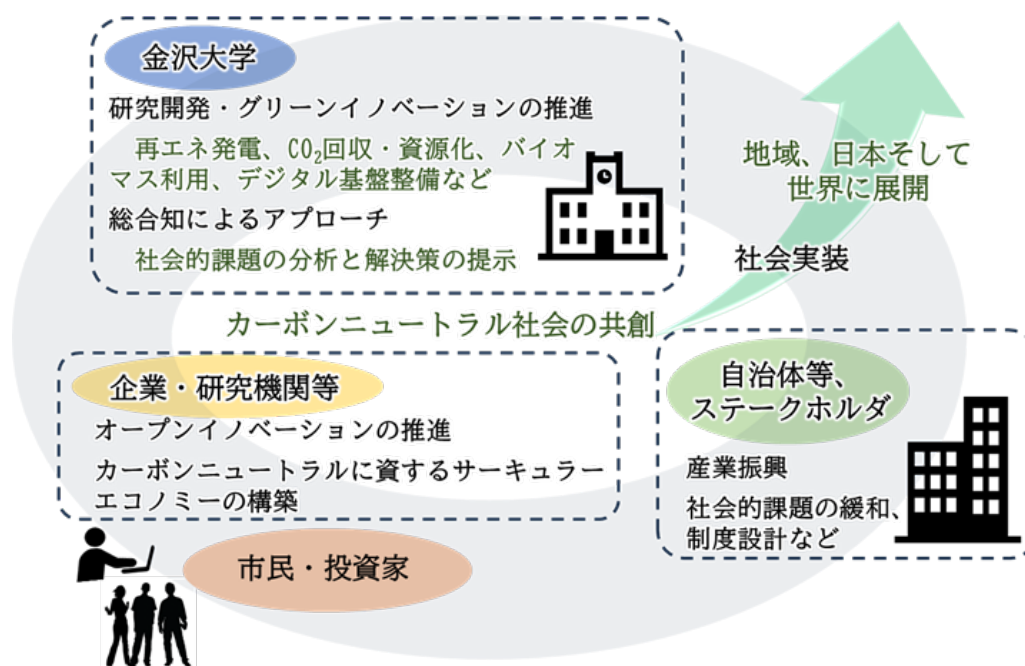 金沢大学
研究開発・グリーンイノベーションの推進
再エネ発電、CO₂回収・資源化、バイオ
マス利用、デジタル基盤整備など
総合知によるアプローチ
社会的課題の分析と解決策の提示
地域、日本そして
世界に展開
社会実装
カーボンニュートラル社会の共創
企業・研究機関等
オープンイノベーションの推進
カーボンニュートラルに資するサーキュラー
エコノミーの構築
自治体等、
ステークホルダ
産業振興
社会的課題の緩和、
制度設計など
市民・投資家